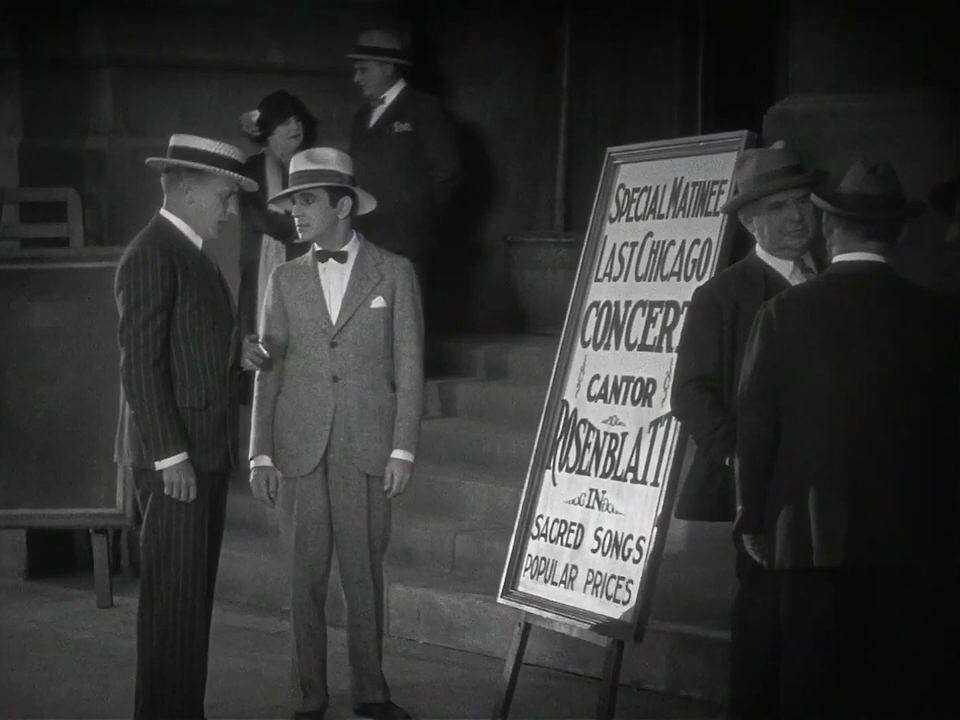 SPECIAL MATINEE
LAST CHICAGO
CONCERT
CANTOR
ROSENBLATT
IN
SACRED SONGS
POPULAR PRICES